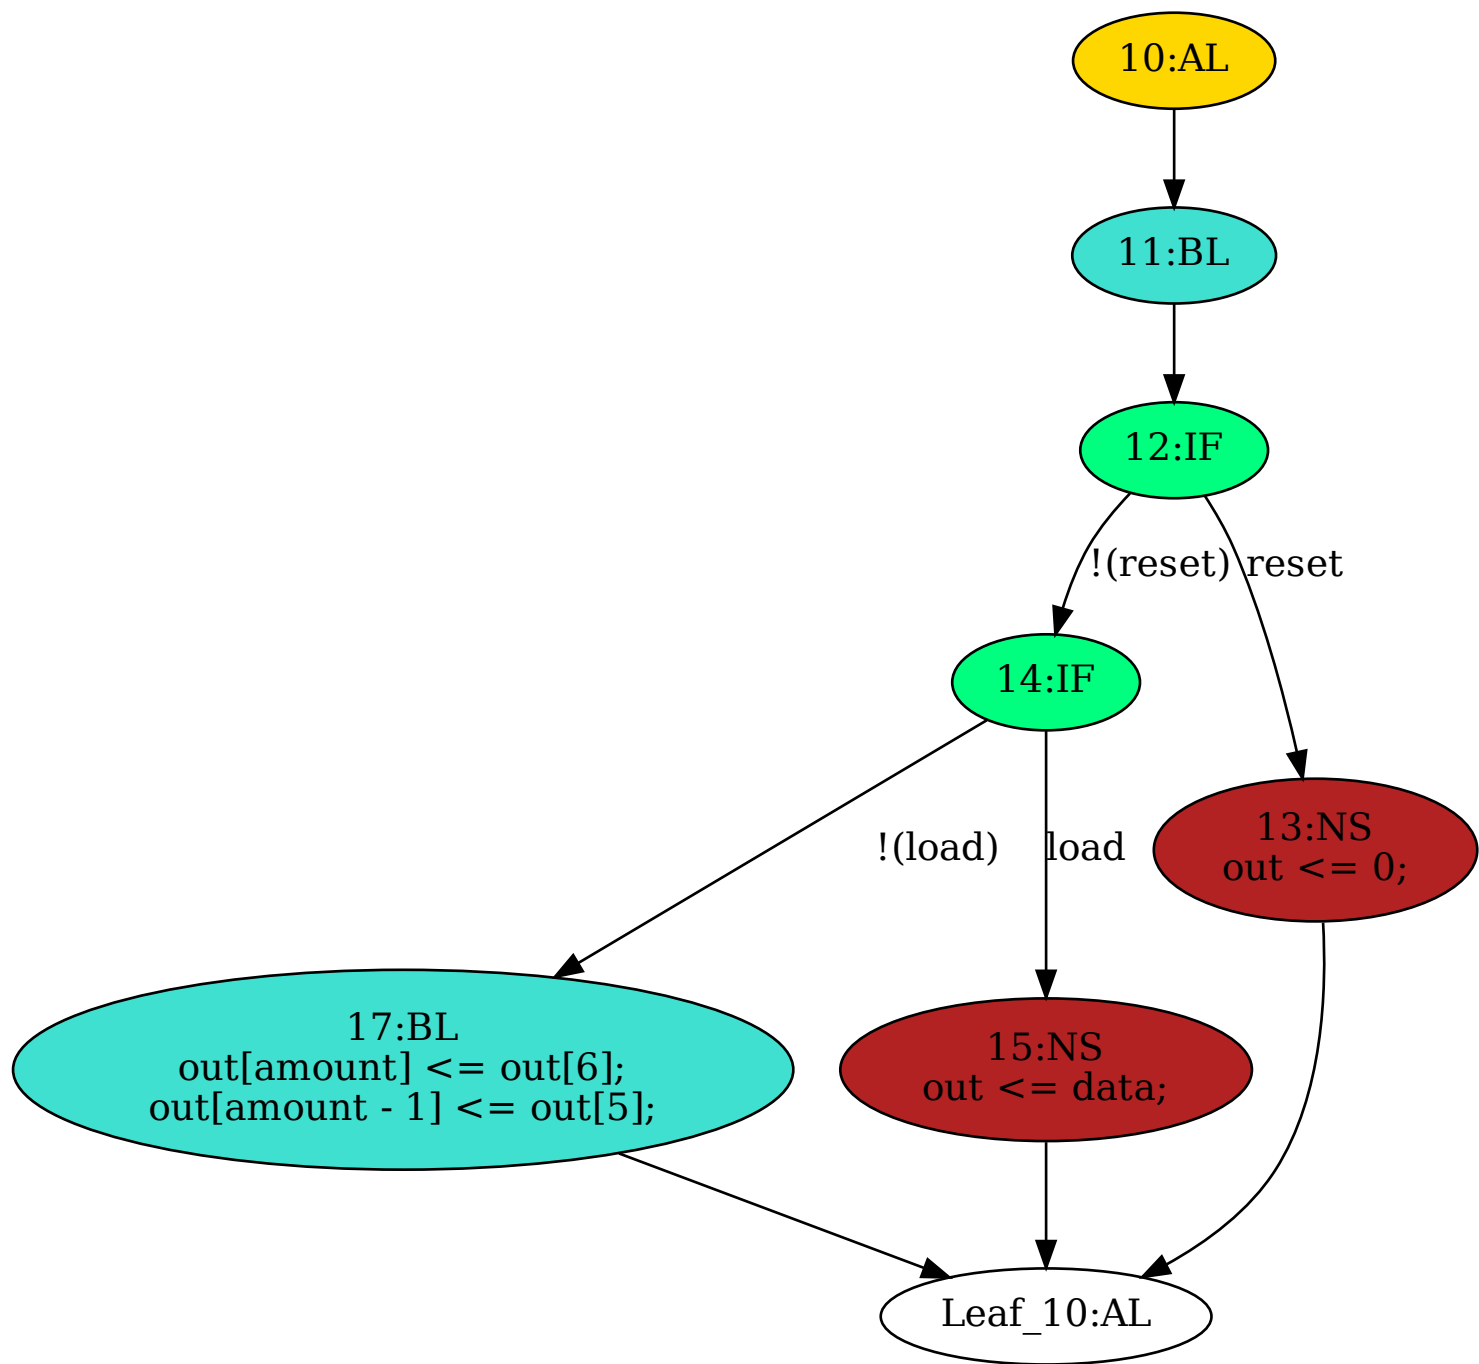 10:AL
11:BL
12:IF
!(reset)
reset
14:IF
13:NS
out <= 0;
!(load)
load
17:BL
out[amount] <= out[6];
out[amount - 1] <= out[5];
15:NS
out <= data;
Leaf_10:AL